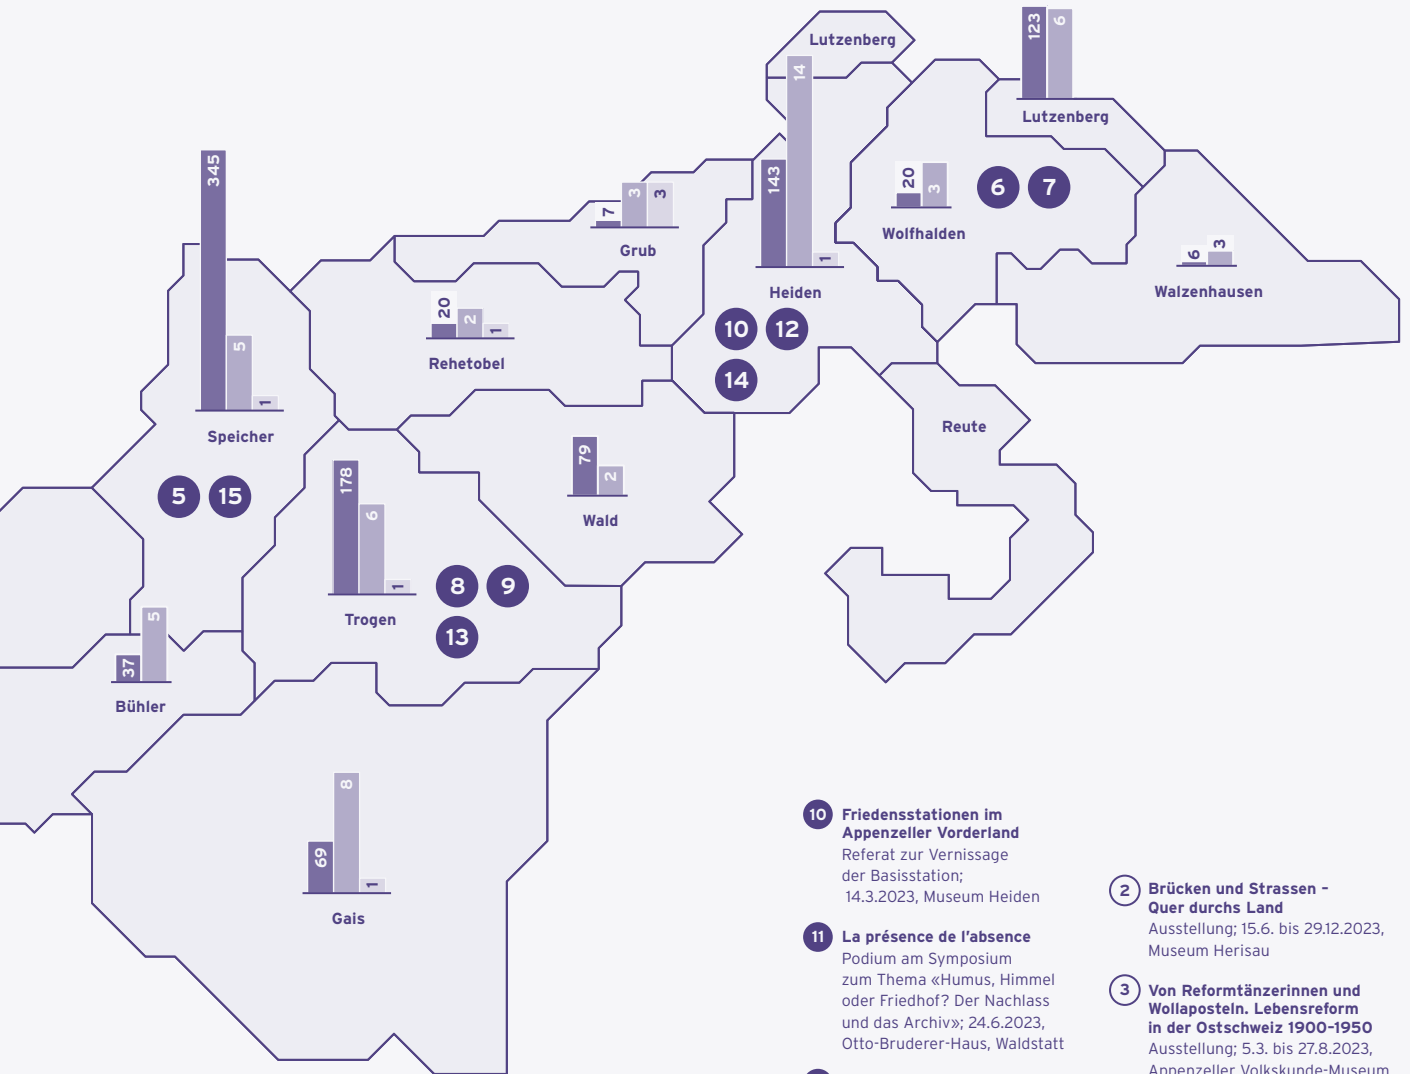 Lutzenberg
123
6
Lutzenberg
14
143
1
Heiden
10
12
14
20
3
Wolfhalden
6
7
6
3
Walzenhausen
345
5
1
Speicher
5
15
7
3
3
Grub
20
2
1
Rehetobel
Reute
178
6
1
Trogen
8
9
13
79
2
Wald
37
5
Bühler
69
8
1
Gais
10
Friedensstationen im
Appenzeller Vorderland
Referat zur Vernissage
der Basisstation;
14.3.2023, Museum Heiden
11
La présence de l'absence
Podium am Symposium
zum Thema «Humus, Himmel
oder Friedhof? Der Nachlass
und das Archiv»; 24.6.2023,
Otto-Bruderer-Haus, Waldstatt
2
Brücken und Strassen –
Quer durchs Land
Ausstellung; 15.6. bis 29.12.2023,
Museum Herisau
3
Von Reformtänzerinnen und
Wollaposteln. Lebensreform
in der Ostschweiz 1900–1950
Ausstellung; 5.3. bis 27.8.2023,
Appenzeller Volkskunde-Museum